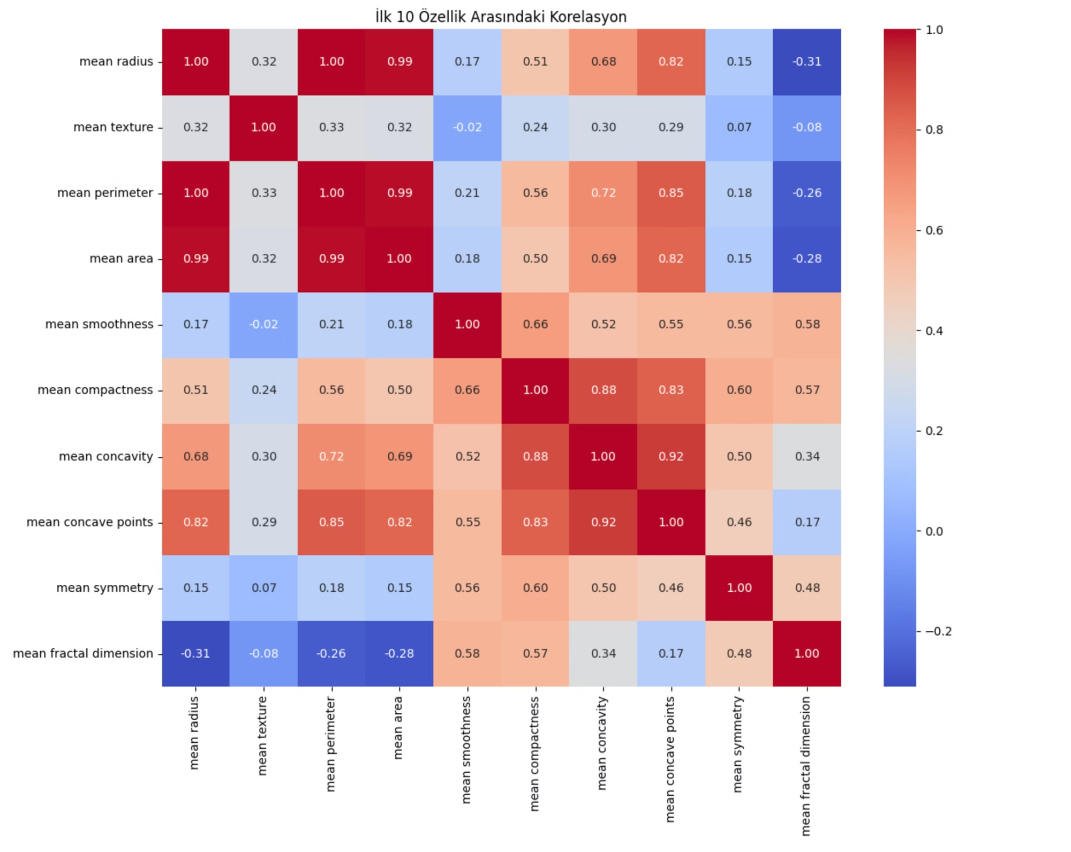 İlk 10 Özellik Arasındaki Korelasyon
mean radius 1.00 0.32 1.00 0.99 0.17 0.51 0.68 0.82 0.15 -0.31
mean texture 0.32 1.00 0.33 0.32 -0.02 0.24 0.30 0.29 0.07 -0.08
mean perimeter 1.00 0.33 1.00 0.99 0.21 0.56 0.72 0.85 0.18 -0.26
mean area 0.99 0.32 0.99 1.00 0.18 0.50 0.69 0.82 0.15 -0.28
mean smoothness 0.17 -0.02 0.21 0.18 1.00 0.66 0.52 0.55 0.56 0.58
mean compactness 0.51 0.24 0.56 0.50 0.66 1.00 0.88 0.83 0.60 0.57
mean concavity 0.68 0.30 0.72 0.69 0.52 0.88 1.00 0.92 0.50 0.34
mean concave points 0.82 0.29 0.85 0.82 0.55 0.83 0.92 1.00 0.46 0.17
mean symmetry 0.15 0.07 0.18 0.15 0.56 0.60 0.50 0.46 1.00 0.48
mean fractal dimension -0.31 -0.08 -0.26 -0.28 0.58 0.57 0.34 0.17 0.48 1.00
mean radius
mean texture
mean perimeter
mean area
mean smoothness
mean compactness
mean concavity
mean concave points
mean symmetry
mean fractal dimension
1.0
0.8
0.6
0.4
0.2
0.0
−0.2